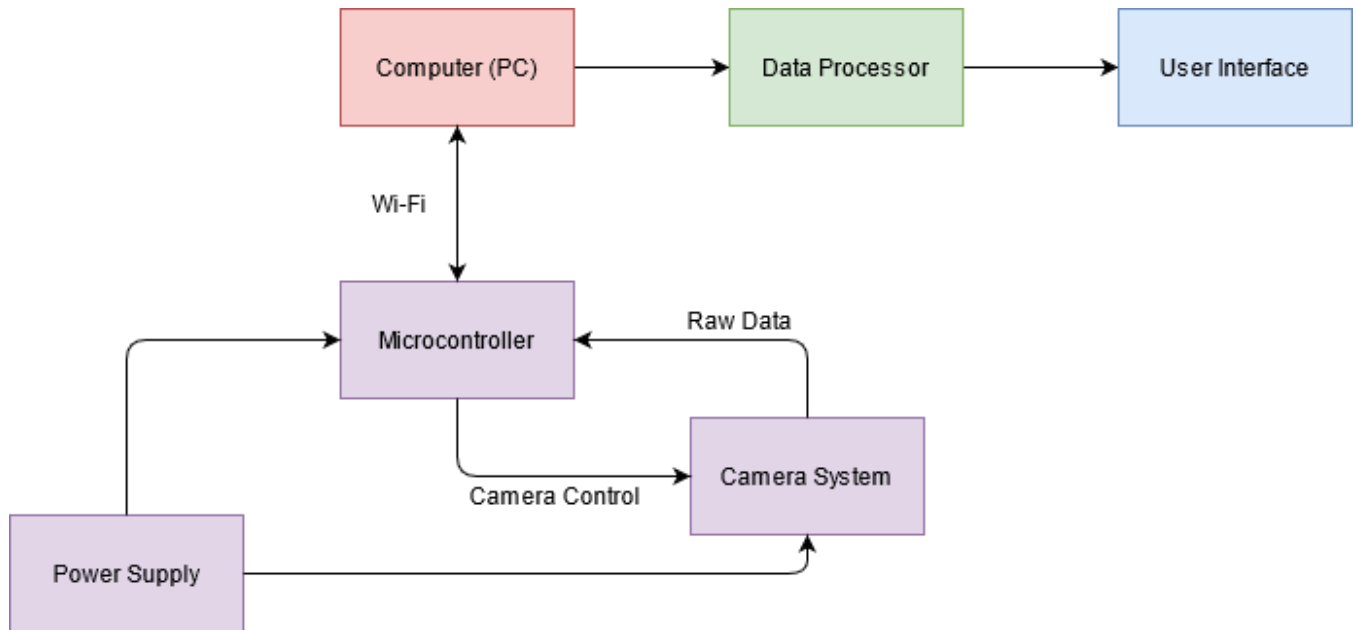 Computer (PC)
Data Processor
User Interface
Wi-Fi
Microcontroller
Raw Data
Camera System
Camera Control
Power Supply